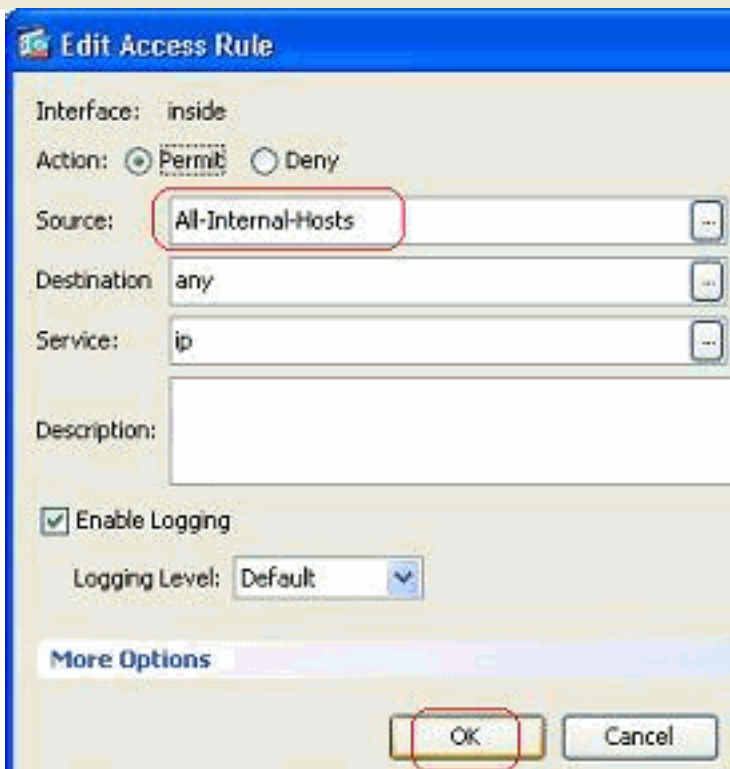 Edit Access Rule
Interface: inside
Action: Permit Deny
Source: All-Internal-Hosts ...
Destination any ...
Service: ip ...
Description:
Enable Logging
Logging Level: Default
More Options
OK Cancel